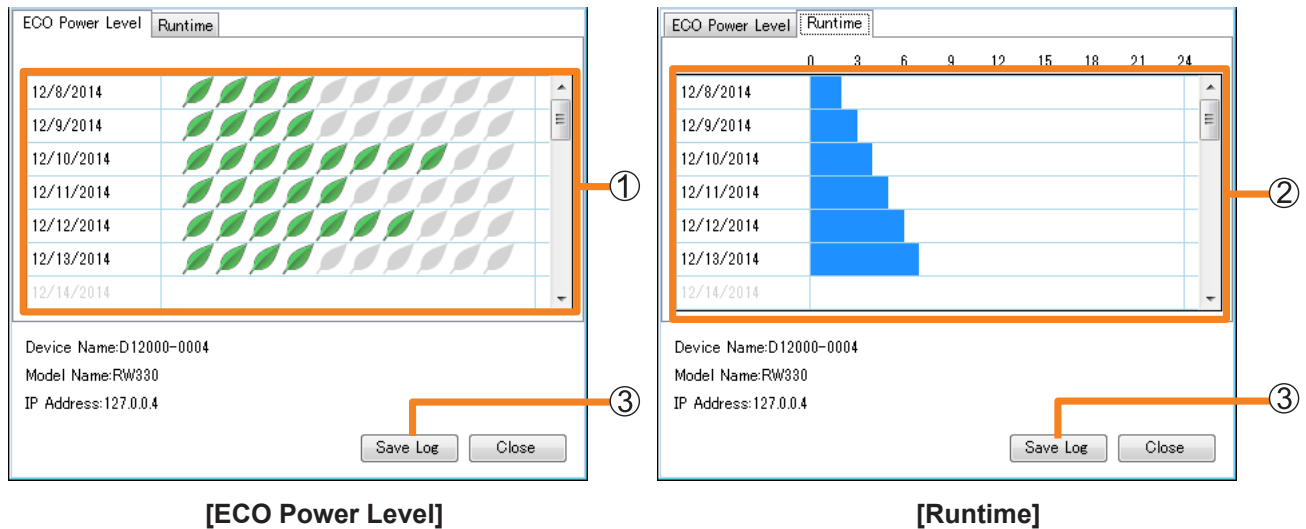 ECO Power Level Runtime
12/8/2014
12/9/2014
12/10/2014
12/11/2014
12/12/2014
12/13/2014
12/14/2014
①
Device Name:D12000-0004
Model Name:RW330
IP Address:127.0.0.4
③
Save Log Close
[ECO Power Level]
ECO Power Level Runtime
0 3 6 9 12 15 18 21 24
12/8/2014
12/9/2014
12/10/2014
12/11/2014
12/12/2014
12/13/2014
12/14/2014
②
Device Name:D12000-0004
Model Name:RW330
IP Address:127.0.0.4
③
Save Log Close
[Runtime]